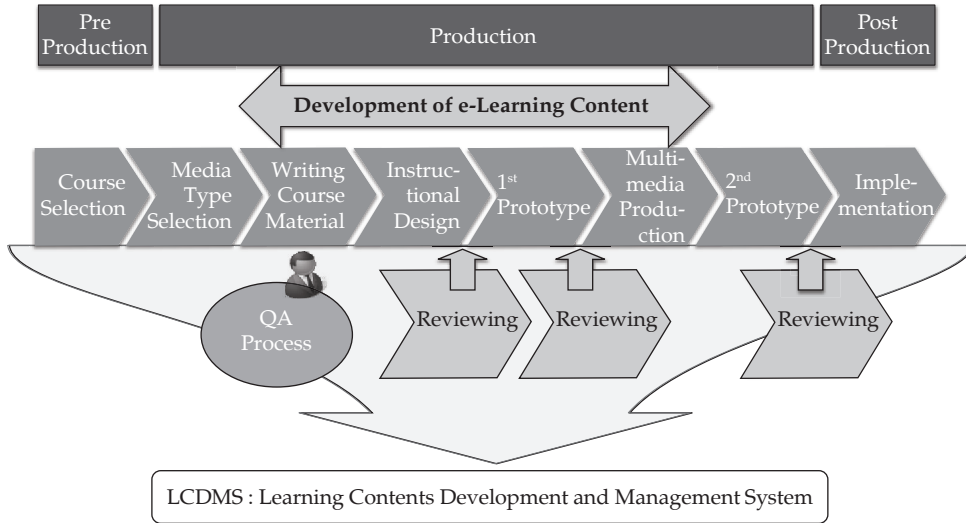 Pre
Production
Production
Post
Production
Development of e-Learning Content
Course
Selection
Media
Type
Selection
Writing
Course
Material
Instruc-
tional
Design
1st
Prototype
Multi-
media
Produ-
ction
2nd
Prototype
Imple-
mentation
QA
Process
Reviewing
Reviewing
Reviewing
LCDMS : Learning Contents Development and Management System